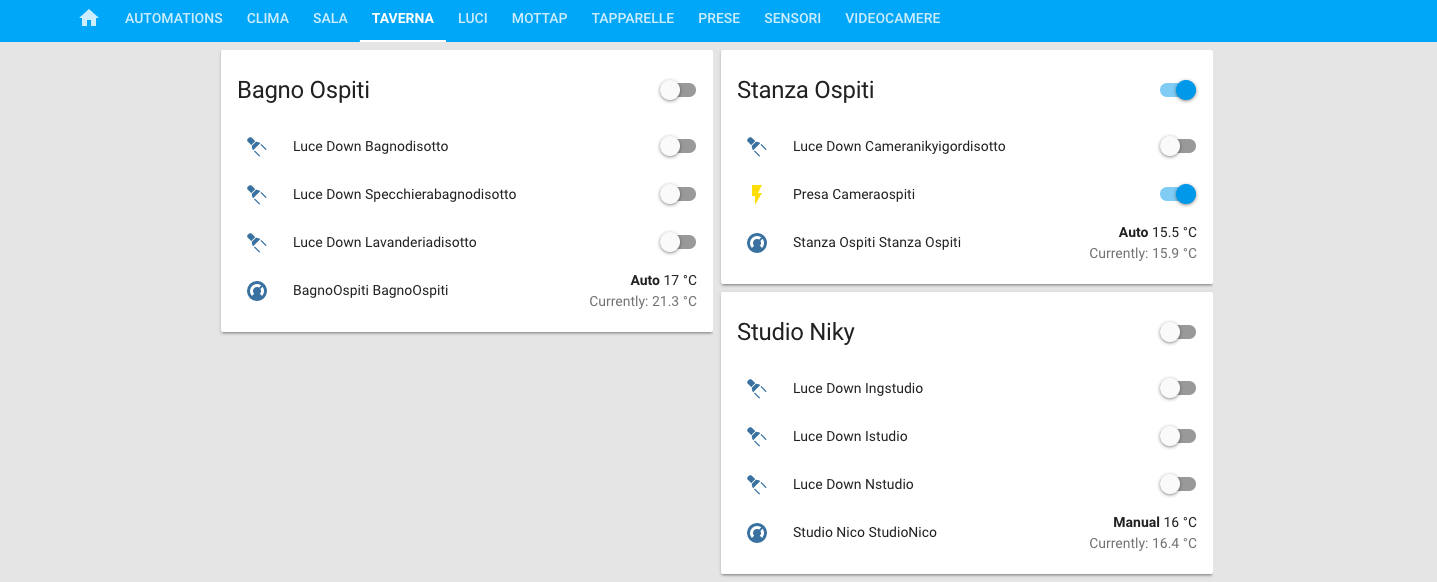 AUTOMATIONS CLIMA SALA TAVERNA LUCI MOTTAP TAPPARELLE PRESE SENSORI VIDEOCAMERE
Bagno Ospiti
Luce Down Bagnodisotto
Luce Down Specchierabagnodisotto
Luce Down Lavanderiadisotto
BagnoOspiti BagnoOspiti
Auto 17 °C
Currently: 21.3 °C
Stanza Ospiti
Luce Down Cameranikyigordisotto
Presa Cameraospiti
Stanza Ospiti Stanza Ospiti
Auto 15.5 °C
Currently: 15.9 °C
Studio Niky
Luce Down Ingstudio
Luce Down Istudio
Luce Down Nstudio
Studio Nico StudioNico
Manual 16 °C
Currently: 16.4 °C